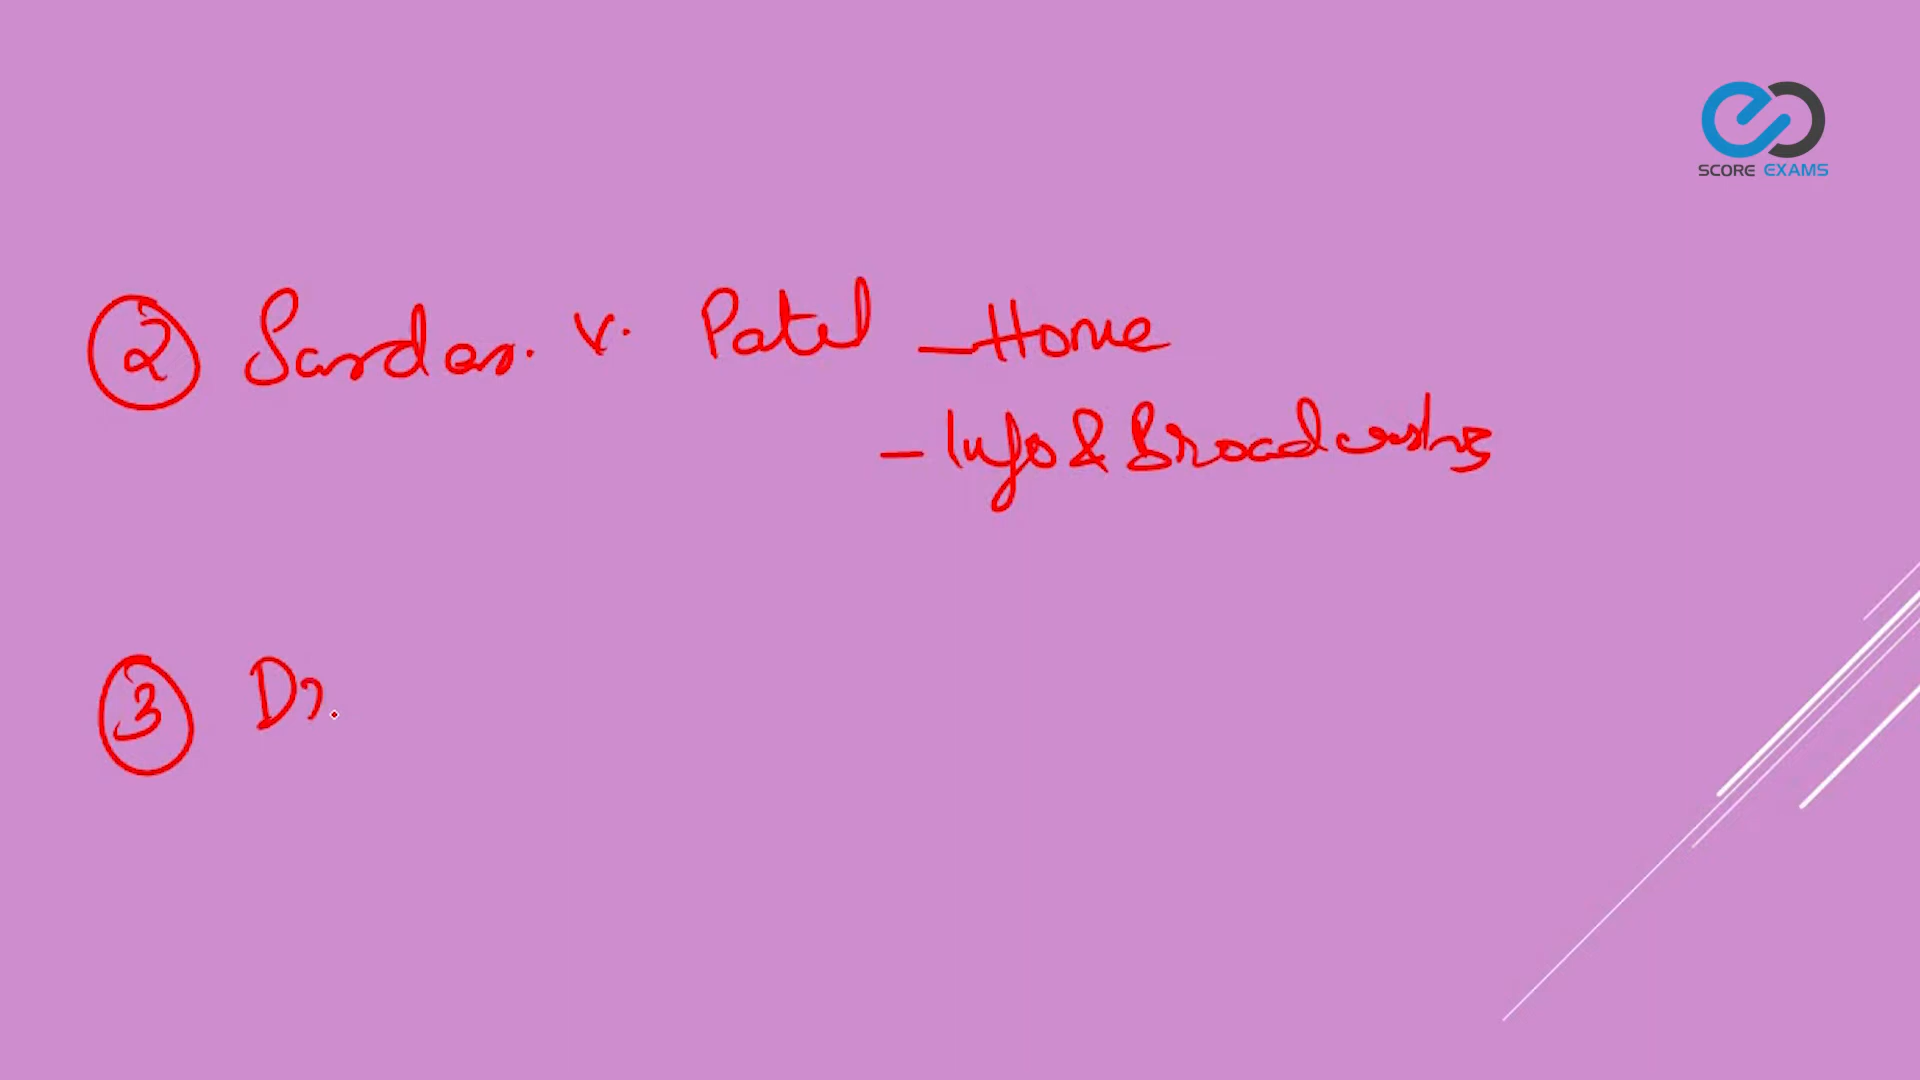 SCORE EXAMS
2 Sardar. V. Patel - Home
- Info & Broadcasting
3 Dr